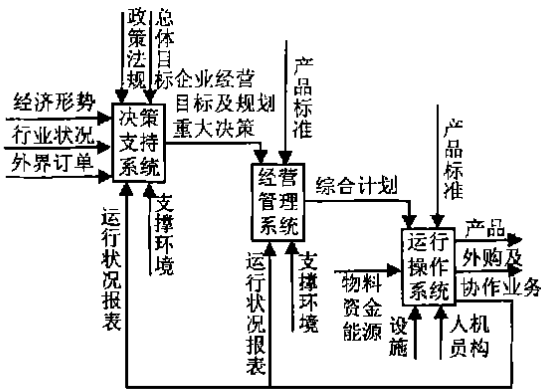 政策法规
总体目标
经济形势
行业状况
外界订单
决策
支持
系统
企业经营
目标及规划
重大决策
产品标准
运行状况报表
支撑环境
经营
管理
系统
综合计划
产品标准
运行状况报表
支撑环境
运行
操作
系统
物料
资金
能源
设施
人员
机构
产品
外购及
协作业务